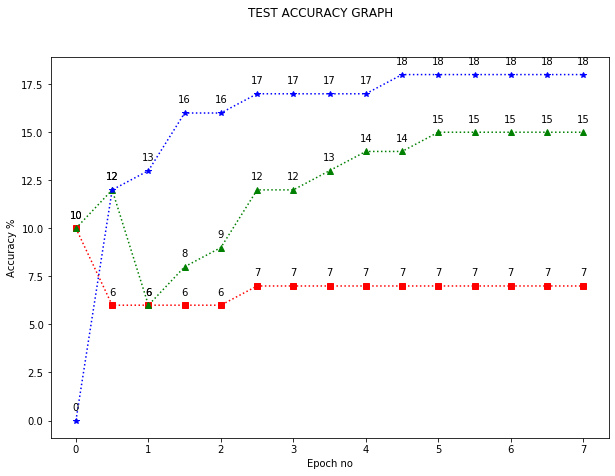 TEST ACCURACY GRAPH
18 18 18 18 18 18
17.5 17 17 17 17
16 16
15.0 15 15 15 15 15
14 14
13 13
12.5 12 12 12
10.0 10
9
8
7.5 7 7 7 7 7 7 7 7 7 7
6 6 6 6
5.0
2.5
0
0.0
0 1 2 3 4 5 6 7
Accuracy %
Epoch no